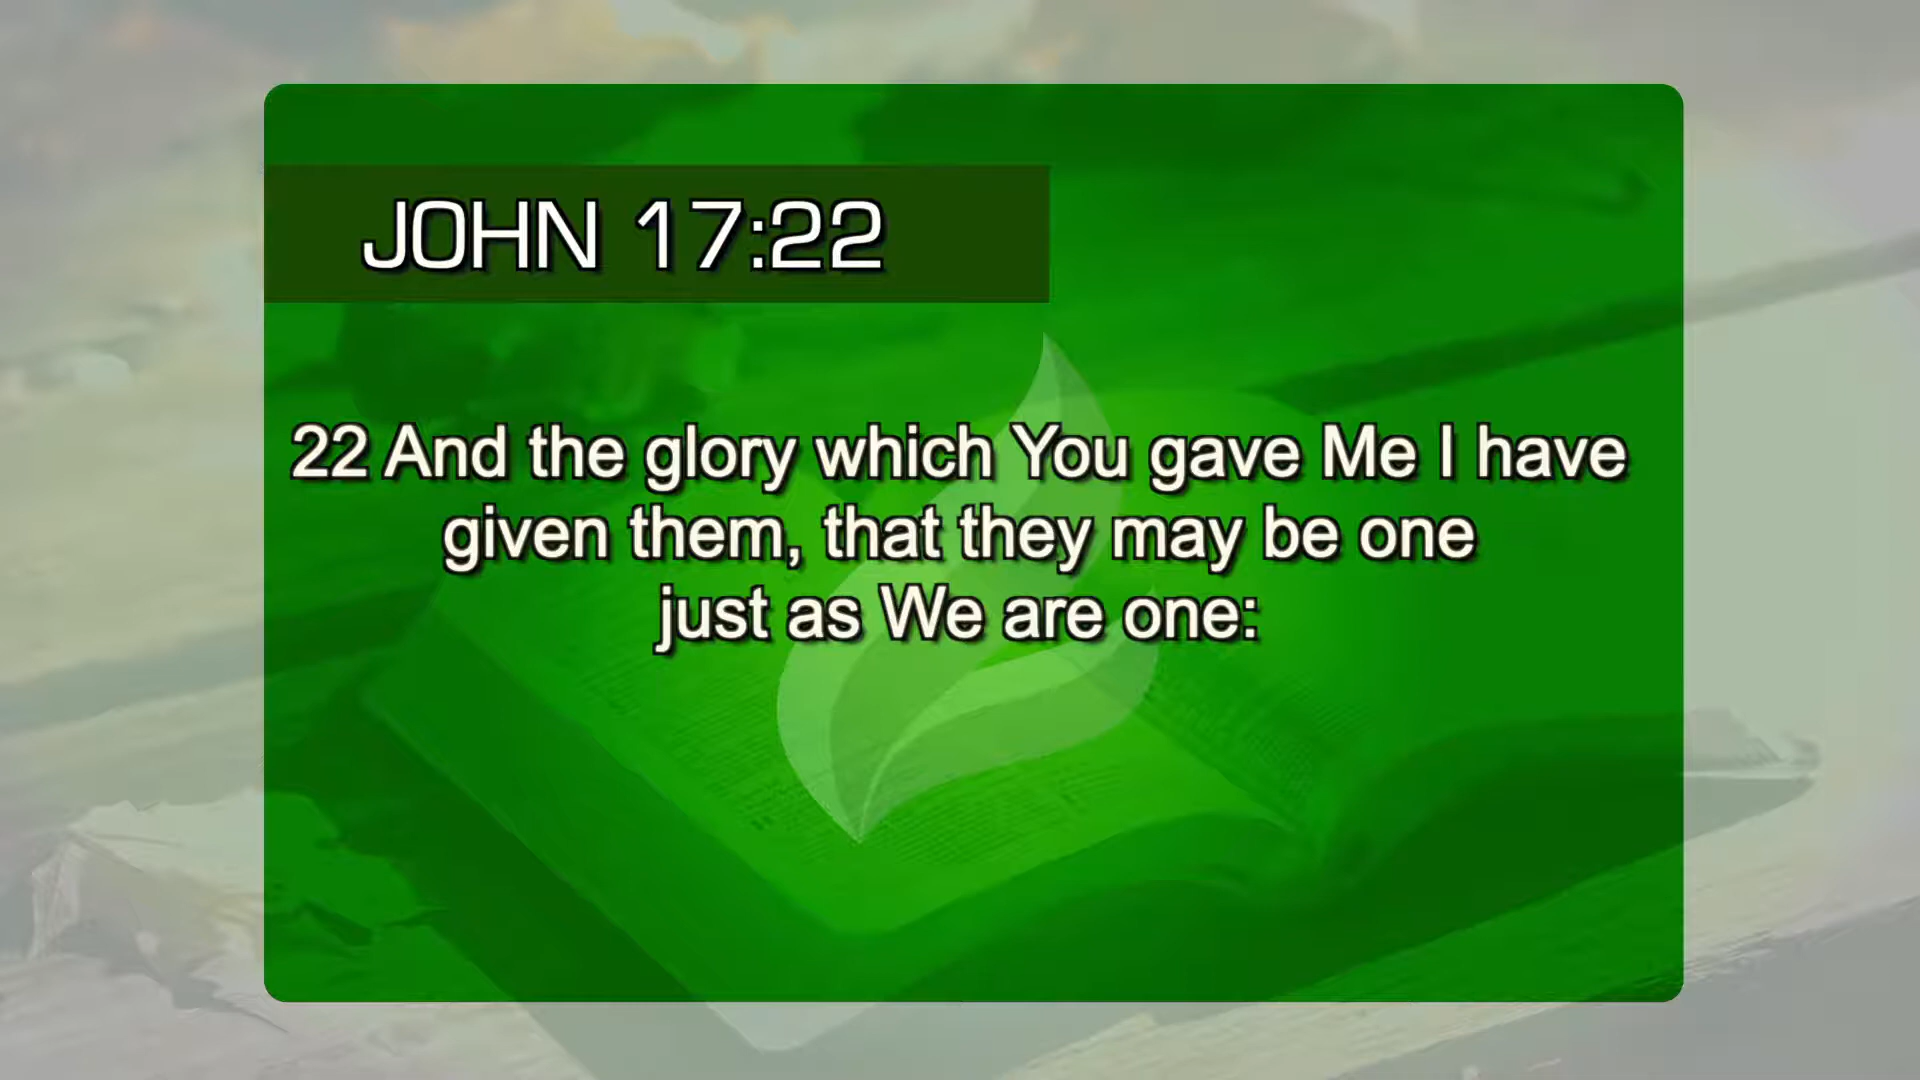 JOHN 17:22
22 And the glory which You gave Me I have
given them, that they may be one
just as We are one: